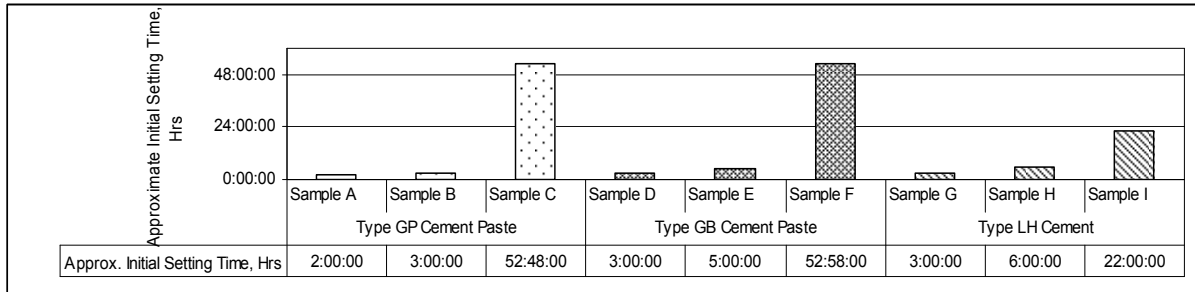 Approximate Initial Setting Time,
Hrs
48:00:00
24:00:00
0:00:00
Sample A Sample B Sample C Sample D Sample E Sample F Sample G Sample H Sample I
Type GP Cement Paste Type GB Cement Paste Type LH Cement
Approx. Initial Setting Time, Hrs 2:00:00 3:00:00 52:48:00 3:00:00 5:00:00 52:58:00 3:00:00 6:00:00 22:00:00